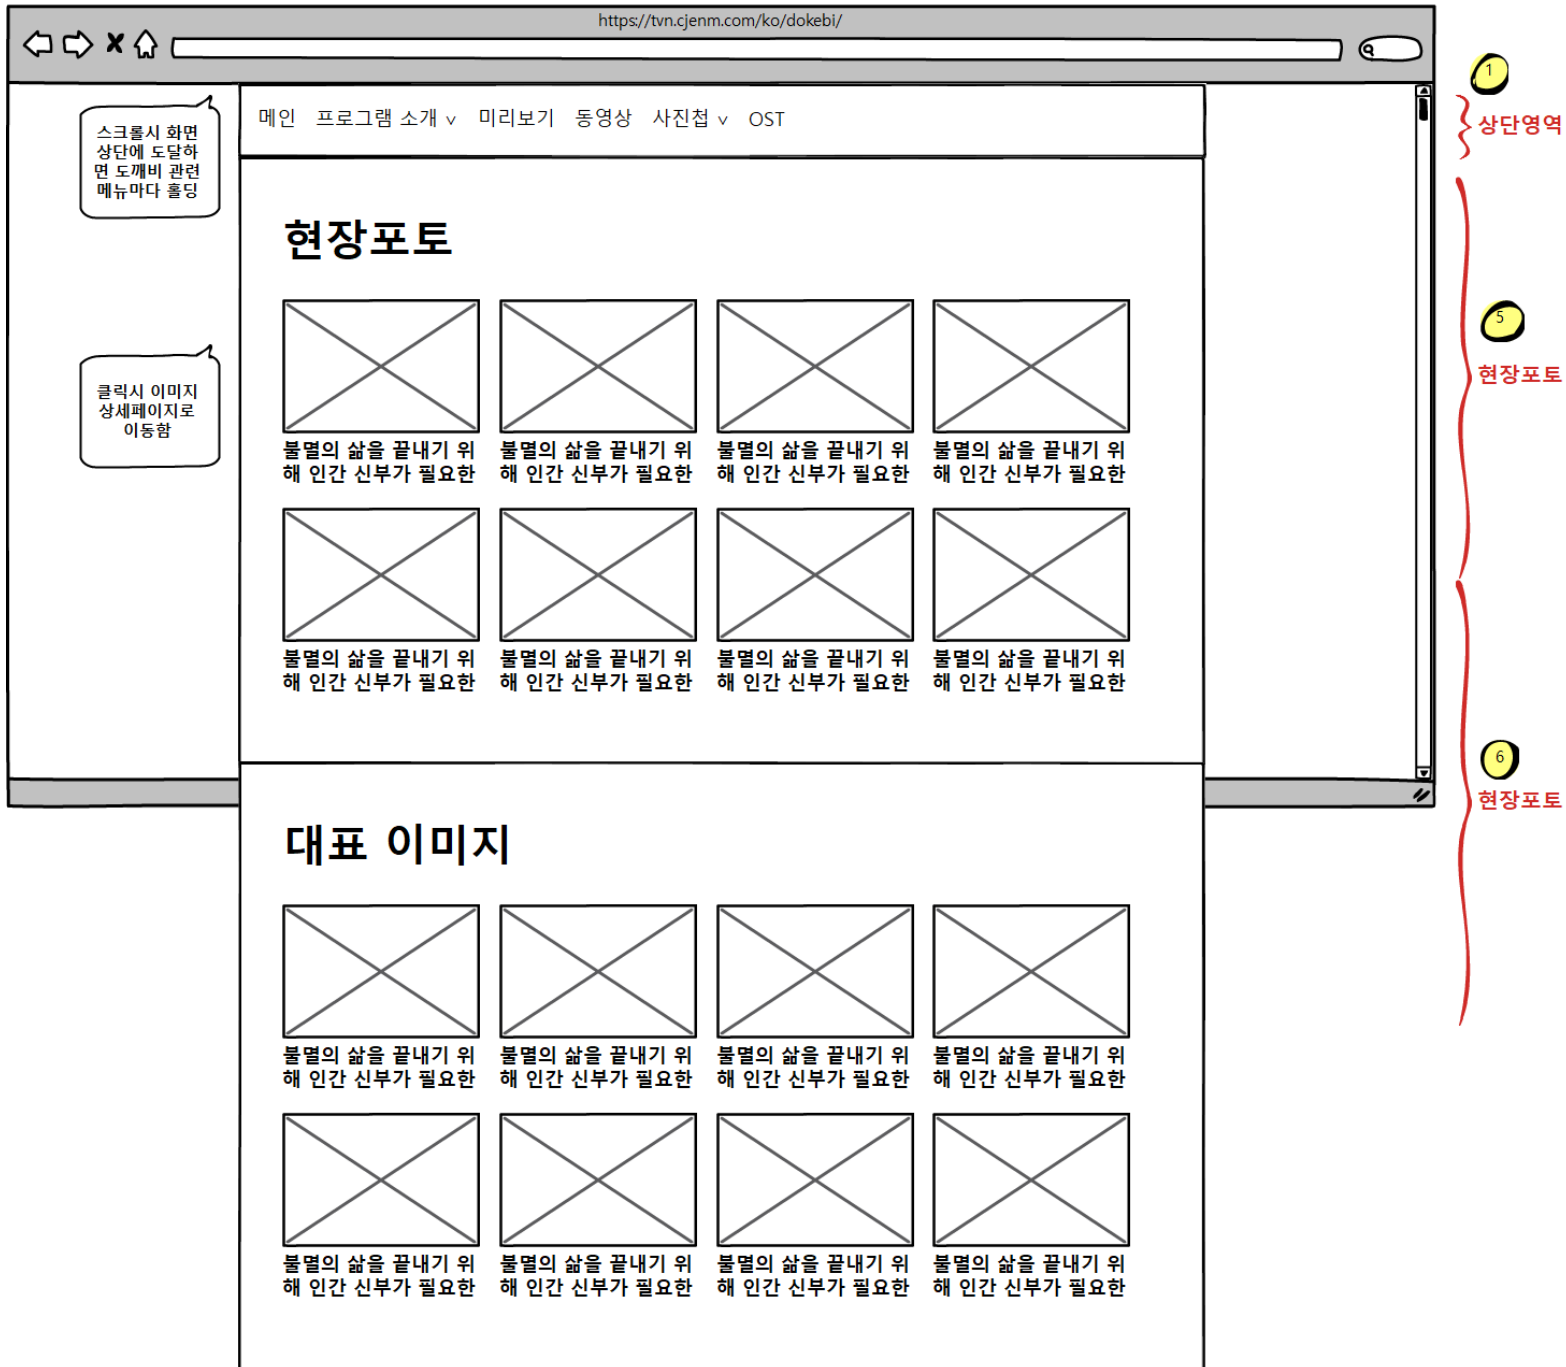 https://tvn.cjenm.com/ko/dokebi/
1
상단영역
메인 프로그램 소개 ∨ 미리보기 동영상 사진첩 ∨ OST
스크롤시 화면
상단에 도달하
면 도깨비 관련
메뉴마다 홀딩
현장포토
5
현장포토
클릭시 이미지
상세페이지로
이동함
불멸의 삶을 끝내기 위 불멸의 삶을 끝내기 위 불멸의 삶을 끝내기 위 불멸의 삶을 끝내기 위
해 인간 신부가 필요한 해 인간 신부가 필요한 해 인간 신부가 필요한 해 인간 신부가 필요한
불멸의 삶을 끝내기 위 불멸의 삶을 끝내기 위 불멸의 삶을 끝내기 위 불멸의 삶을 끝내기 위
해 인간 신부가 필요한 해 인간 신부가 필요한 해 인간 신부가 필요한 해 인간 신부가 필요한
6
현장포토
대표 이미지
불멸의 삶을 끝내기 위 불멸의 삶을 끝내기 위 불멸의 삶을 끝내기 위 불멸의 삶을 끝내기 위
해 인간 신부가 필요한 해 인간 신부가 필요한 해 인간 신부가 필요한 해 인간 신부가 필요한
불멸의 삶을 끝내기 위 불멸의 삶을 끝내기 위 불멸의 삶을 끝내기 위 불멸의 삶을 끝내기 위
해 인간 신부가 필요한 해 인간 신부가 필요한 해 인간 신부가 필요한 해 인간 신부가 필요한